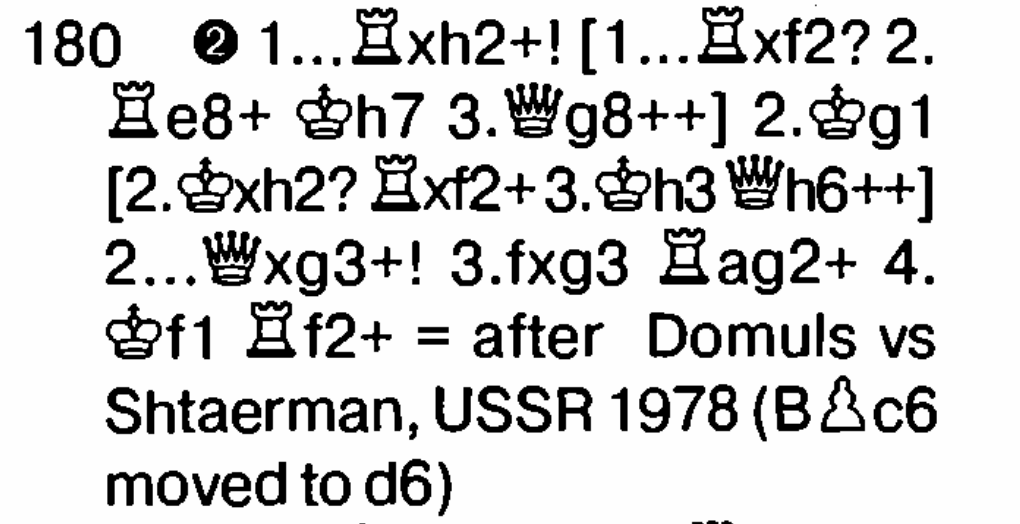 180 ❷ 1...♖xh2+! [1...♖xf2? 2.
♖e8+ ♔h7 3.♕g8++] 2.♔g1
[2.♔xh2? ♖xf2+ 3.♔h3 ♕h6++]
2...♕xg3+! 3.fxg3 ♖ag2+ 4.
♔f1 ♖f2+ = after Domuls vs
Shtaerman, USSR 1978 (B♙c6
moved to d6)